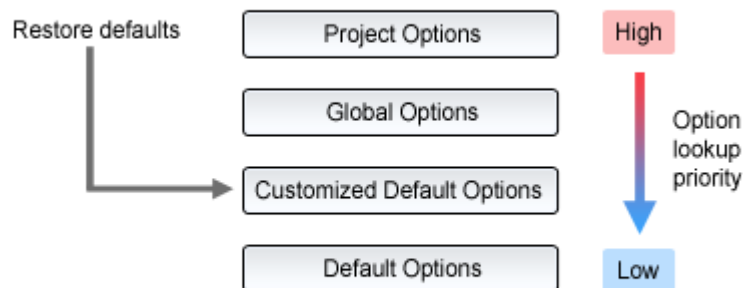 Restore defaults
Project Options
High
Global Options
Option
lookup
priority
Customized Default Options
Default Options
Low